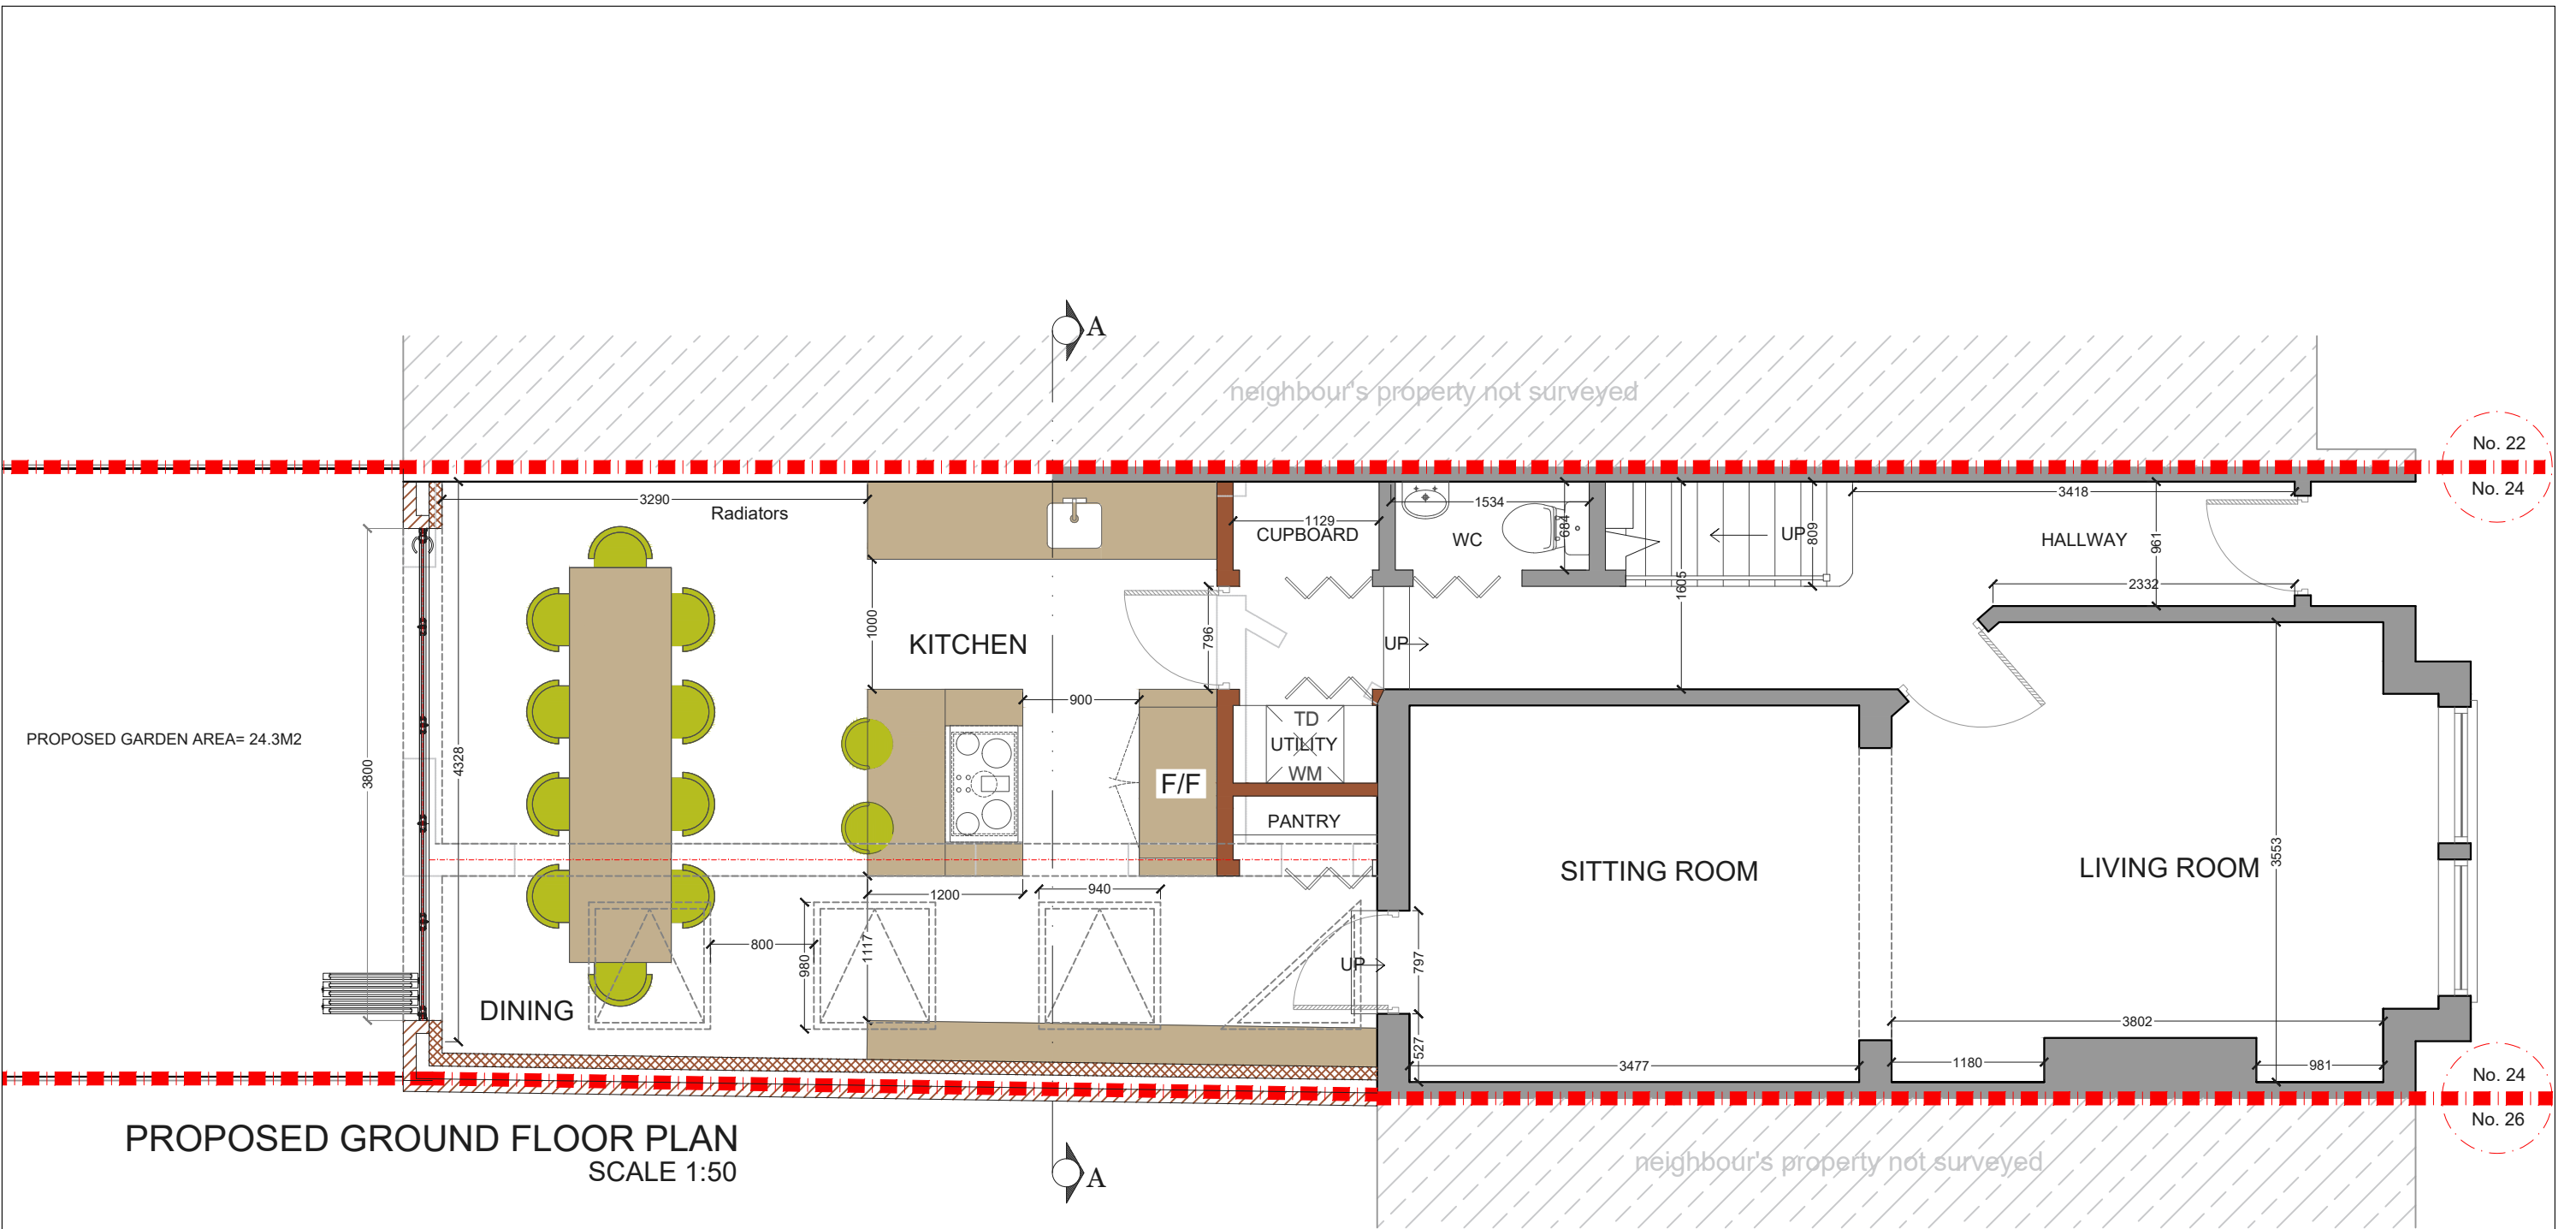 A
neighbour's property not surveyed
No. 22
No. 24
3290
Radiators
1129
CUPBOARD
1534
WC
684
UP
809
3418
HALLWAY
961
2332
1605
1000
KITCHEN
796
UP
900
TD
UTILITY
WM
F/F
PANTRY
PROPOSED GARDEN AREA= 24.3M2
3800
4328
1200
940
800
980
1117
UP
797
527
SITTING ROOM
LIVING ROOM
3553
3802
3477
1180
981
DINING
No. 24
No. 26
PROPOSED GROUND FLOOR PLAN
SCALE 1:50
A
neighbour's property not surveyed